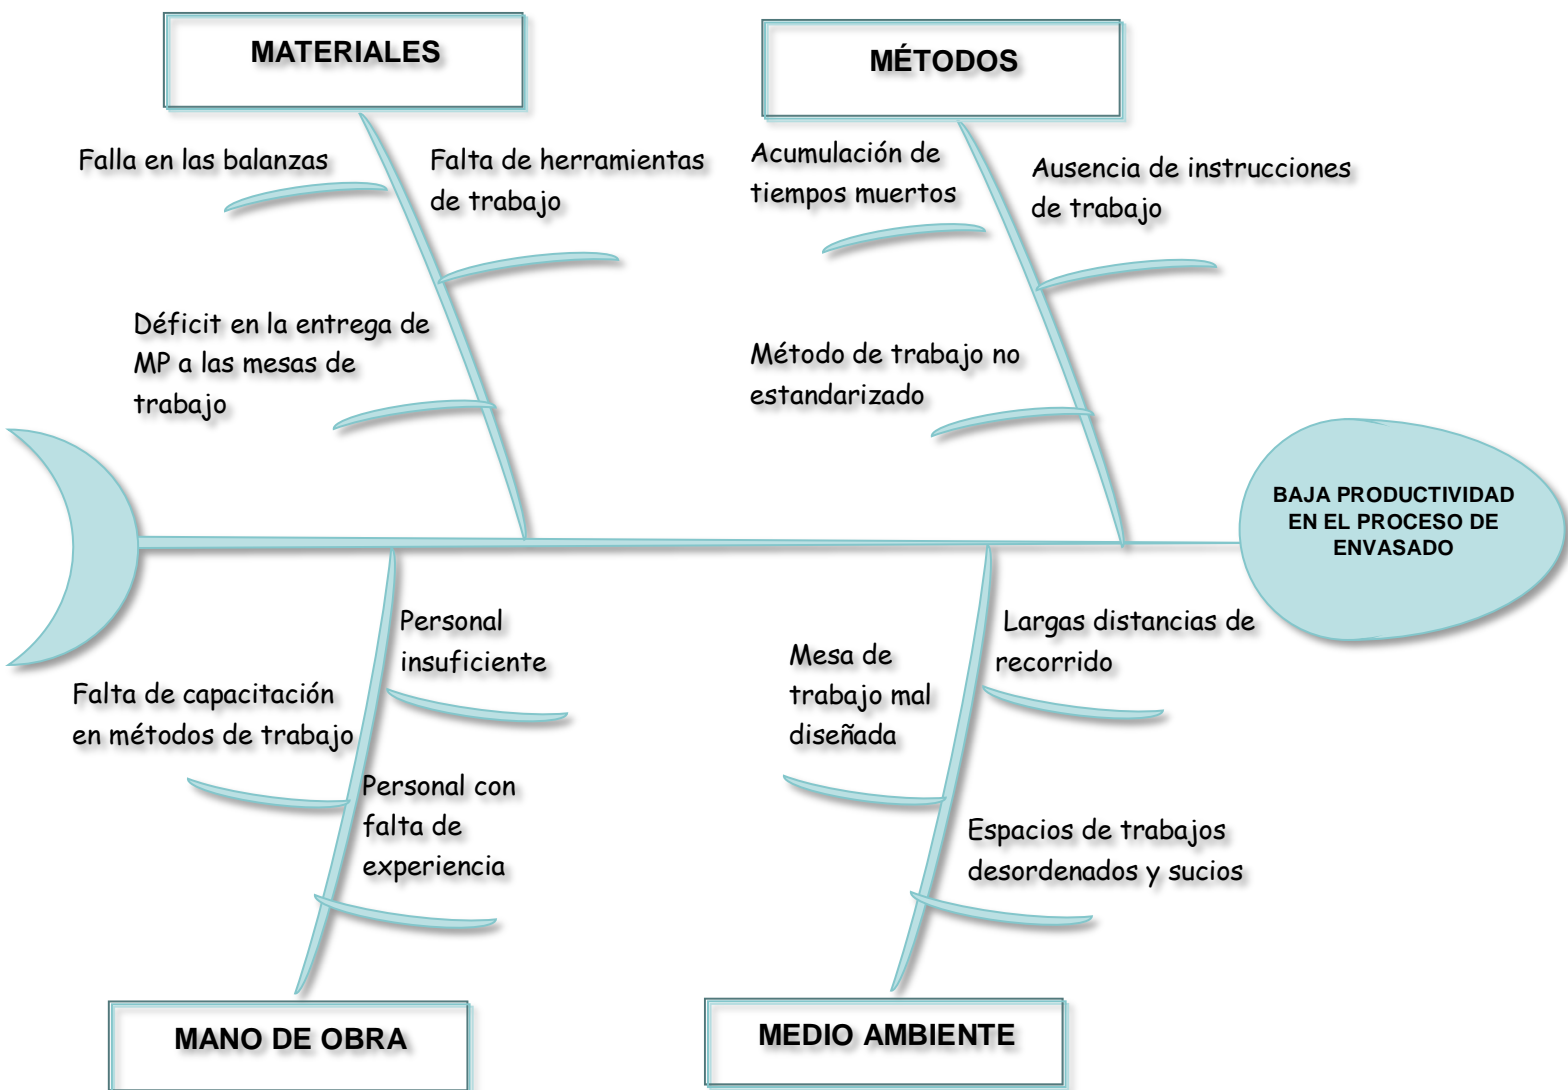 MATERIALES
MÉTODOS
Falla en las balanzas
Falta de herramientas
de trabajo
Acumulación de
tiempos muertos
Ausencia de instrucciones
de trabajo
Déficit en la entrega de
MP a las mesas de
trabajo
Método de trabajo no
estandarizado
BAJA PRODUCTIVIDAD
EN EL PROCESO DE
ENVASADO
Personal
insuficiente
Falta de capacitación
en métodos de trabajo
Personal con
falta de
experiencia
Largas distancias de
recorrido
Mesa de
trabajo mal
diseñada
Espacios de trabajos
desordenados y sucios
MANO DE OBRA
MEDIO AMBIENTE